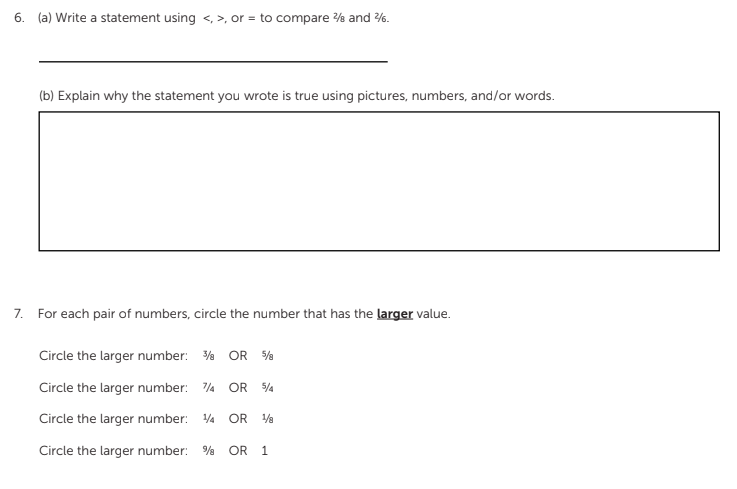 6. (a) Write a statement using <, >, or = to compare ²⁄₈ and ²⁄₆.
(b) Explain why the statement you wrote is true using pictures, numbers, and/or words.
7. For each pair of numbers, circle the number that has the larger value.
Circle the larger number: ³⁄₈ OR ⁵⁄₈
Circle the larger number: ⁷⁄₄ OR ⁵⁄₄
Circle the larger number: ¹⁄₄ OR ¹⁄₈
Circle the larger number: ⁹⁄₈ OR 1